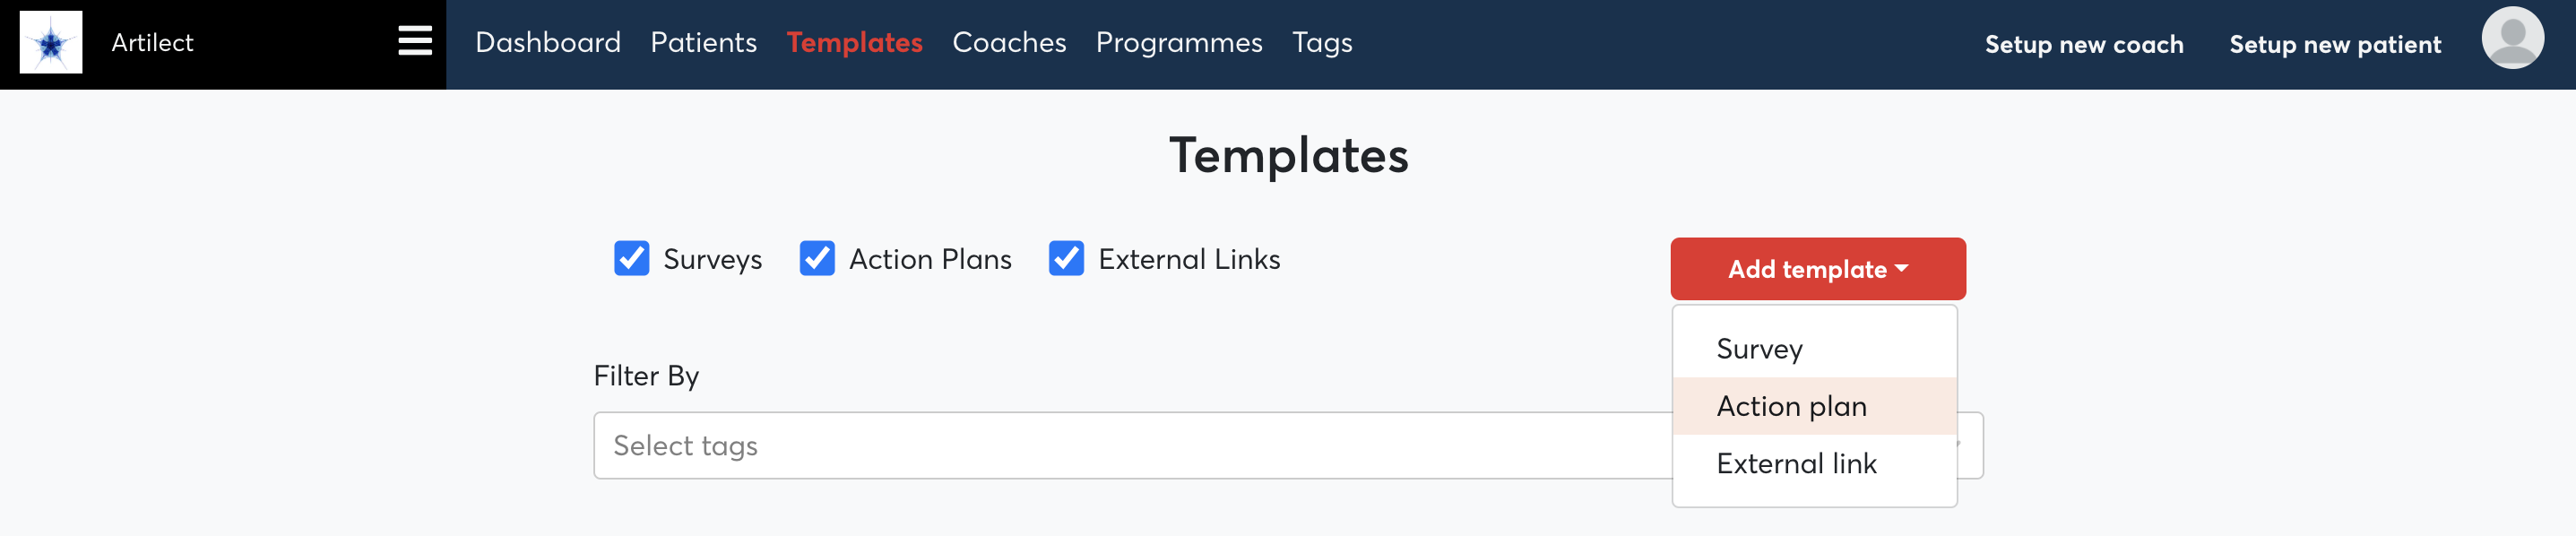 Artilect
Dashboard Patients Templates Coaches Programmes Tags
Setup new coach Setup new patient
Templates
Surveys Action Plans External Links
Add template
Survey
Action plan
External link
Filter By
Select tags